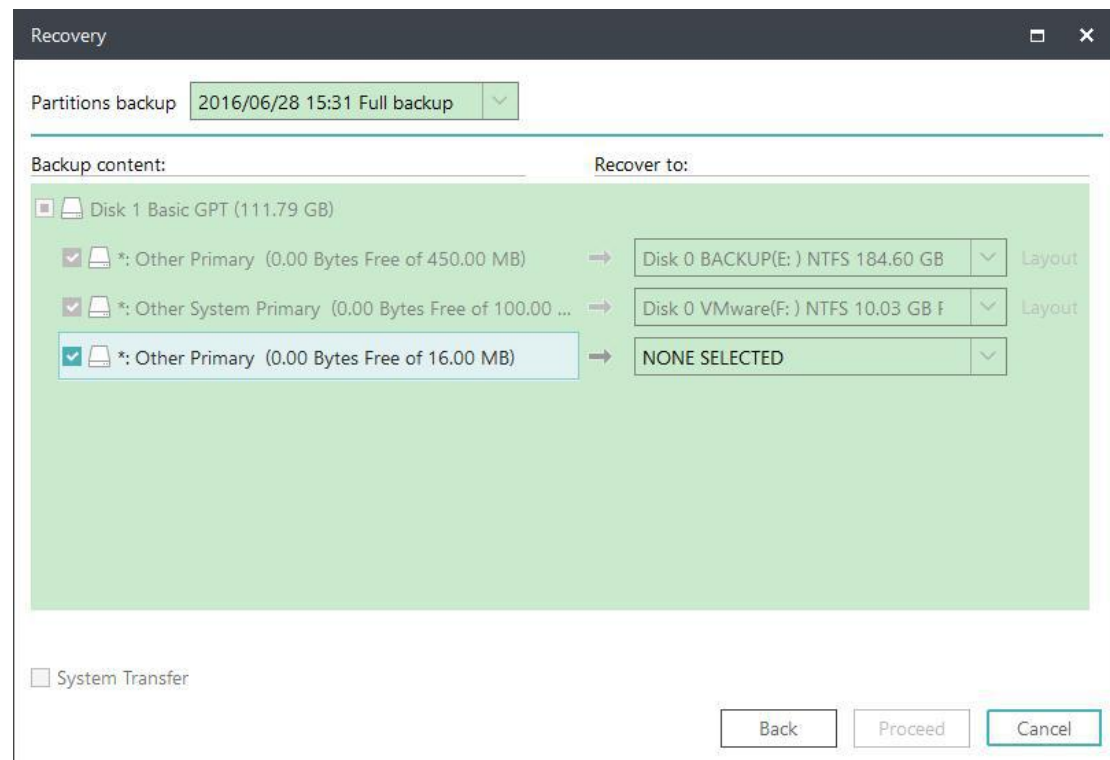 Recovery
Partitions backup 2016/06/28 15:31 Full backup
Backup content: Recover to:
Disk 1 Basic GPT (111.79 GB)
*: Other Primary (0.00 Bytes Free of 450.00 MB) Disk 0 BACKUP(E: ) NTFS 184.60 GB Layout
*: Other System Primary (0.00 Bytes Free of 100.00 ... Disk 0 VMware(F: ) NTFS 10.03 GB F Layout
*: Other Primary (0.00 Bytes Free of 16.00 MB) NONE SELECTED
System Transfer
Back Proceed Cancel